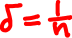 δ = 1/n